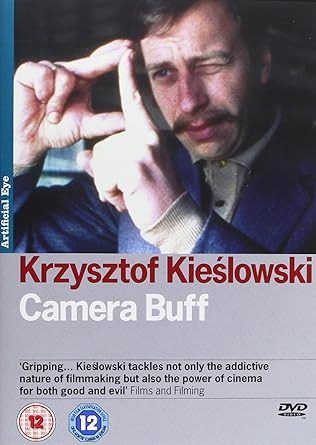 Artificial Eye
Krzysztof Kieślowski
Camera Buff
'Gripping... Kieślowski tackles not only the addictive
nature of filmmaking but also the power of cinema
for both good and evil' Films and Filming
12
12
DVD
VIDEO